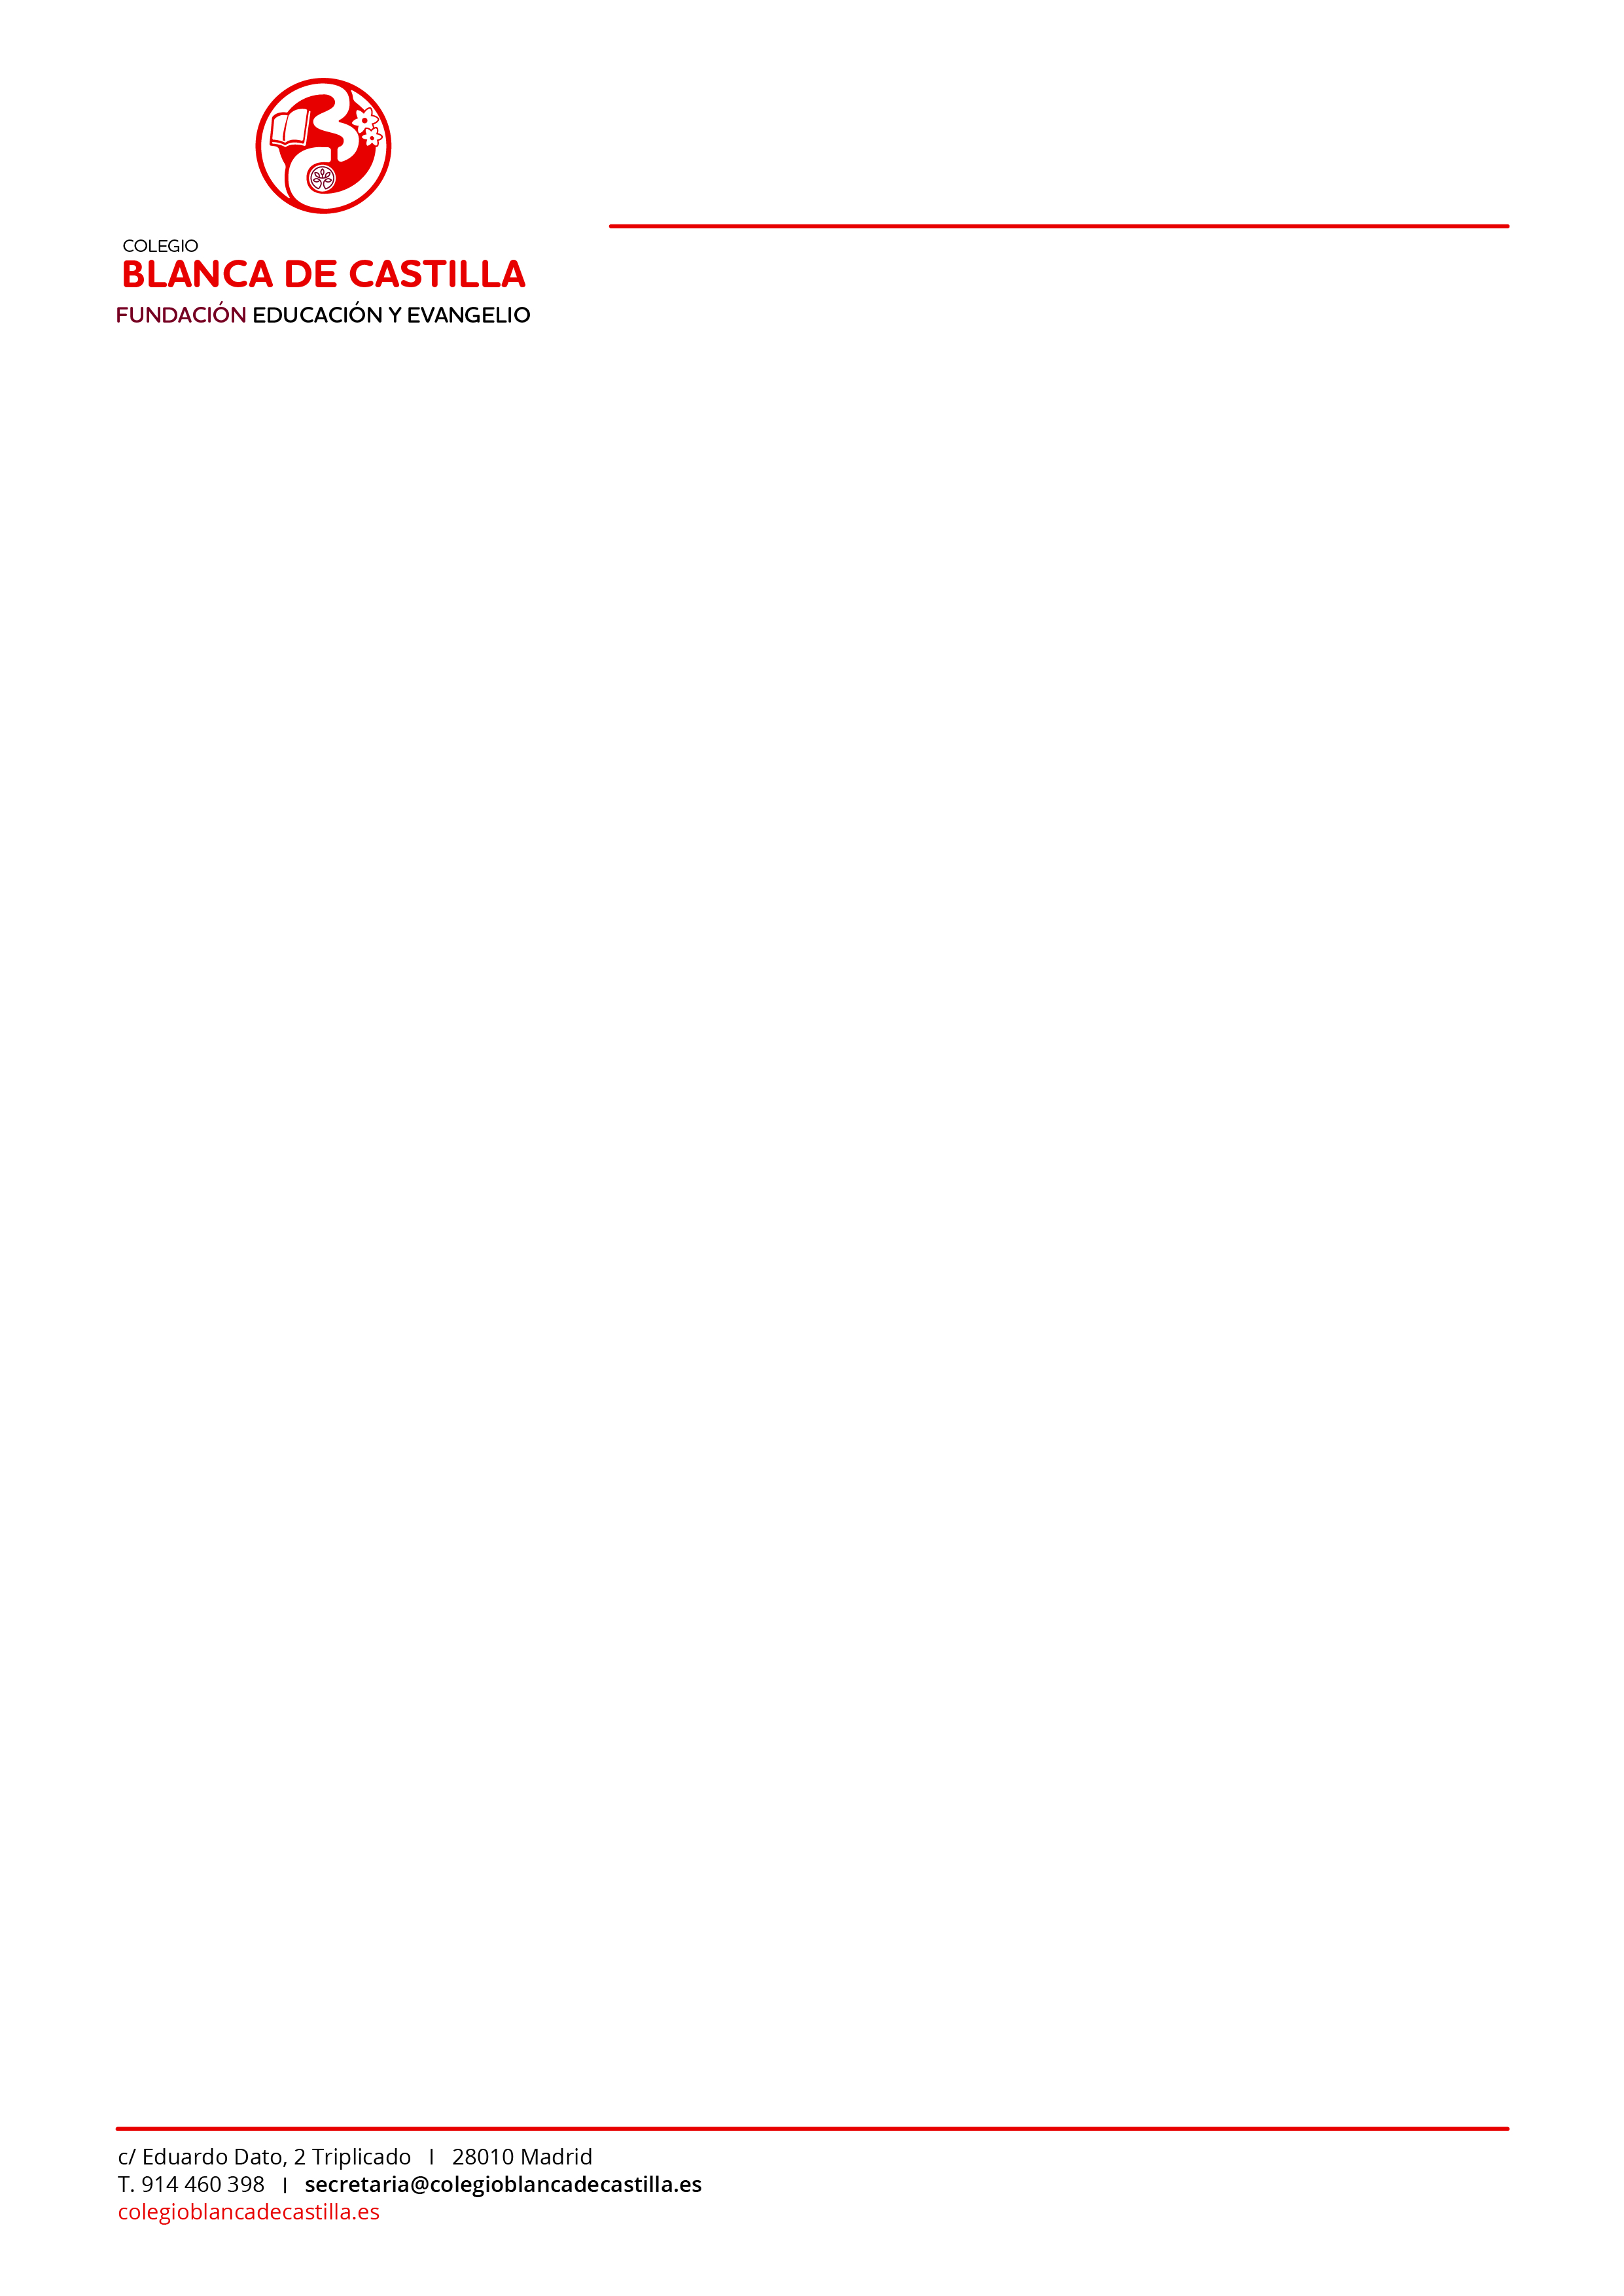 COLEGIO
BLANCA DE CASTILLA
FUNDACIÓN EDUCACIÓN Y EVANGELIO
c/ Eduardo Dato, 2 Triplicado I 28010 Madrid
T. 914 460 398 I secretaria@colegioblancadecastilla.es
colegioblancadecastilla.es